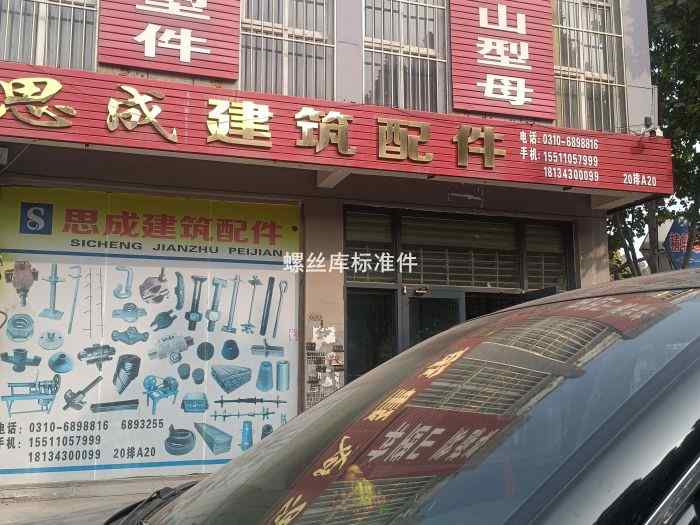 型件
山型母
思成建筑配件
电话: 0310-6898816
手机: 15511057999
18134300099 20排A20
思成建筑配件
SICHENG JIANZHU PEIJIAN
螺丝库标准件
电话: 0310-6898816 6893255
手机: 15511057999
18134300099 20排A20